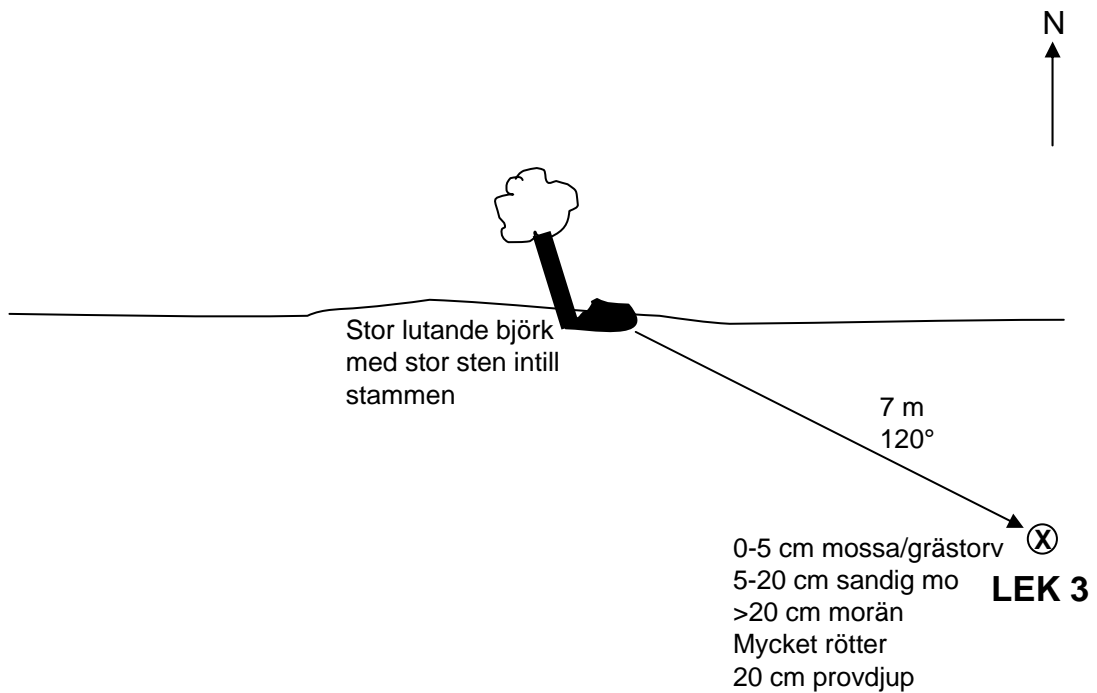 N
Stor lutande björk
med stor sten intill
stammen
7 m
120°
0-5 cm mossa/grästorv
5-20 cm sandig mo
>20 cm morän
Mycket rötter
20 cm provdjup
X
LEK 3